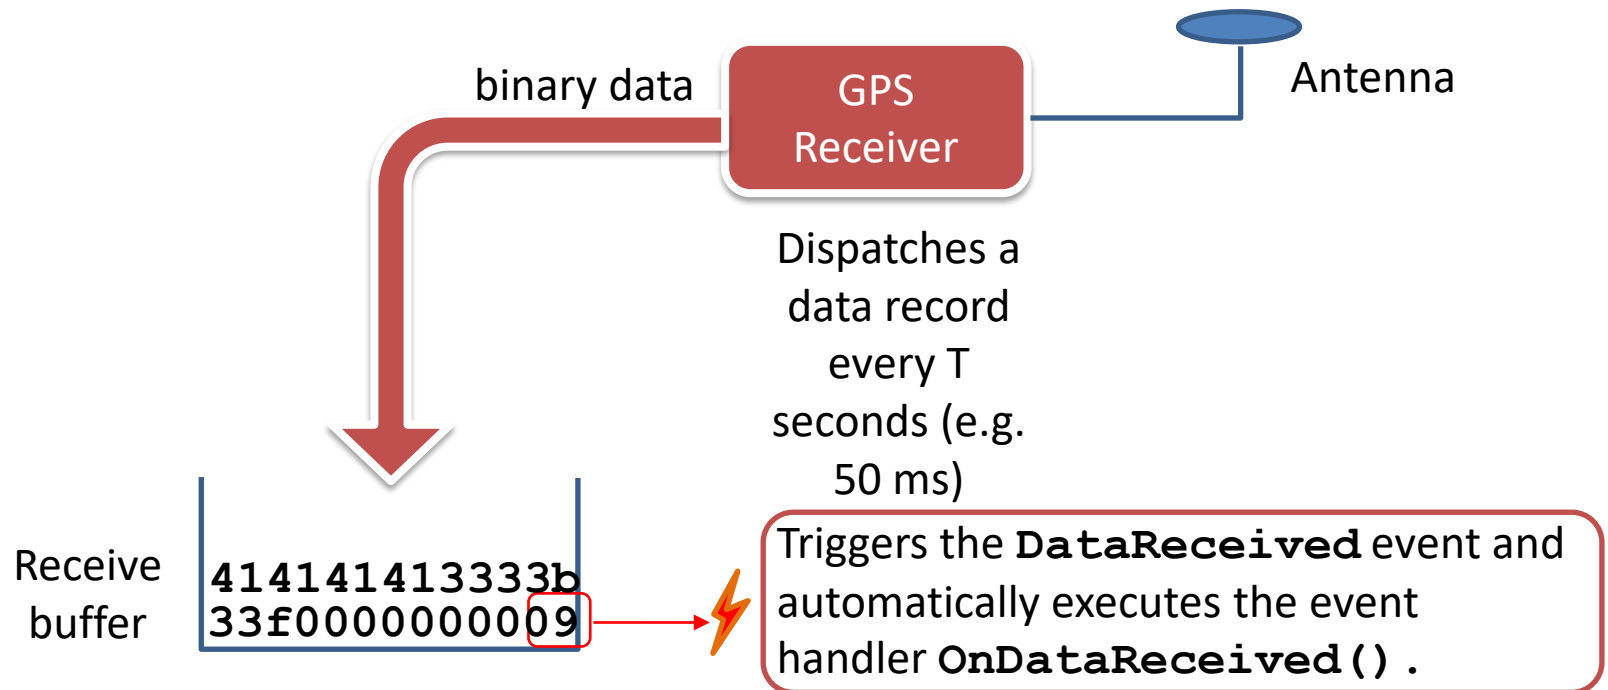 binary data
GPS
Receiver
Antenna
Dispatches a
data record
every T
seconds (e.g.
50 ms)
Receive
buffer
414141413333b
33f0000000009
Triggers the DataReceived event and
automatically executes the event
handler OnDataReceived().